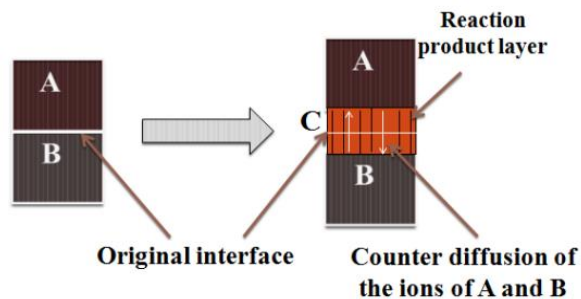 Reaction
product layer
A
B
A
C
B
Original interface
Counter diffusion of
the ions of A and B